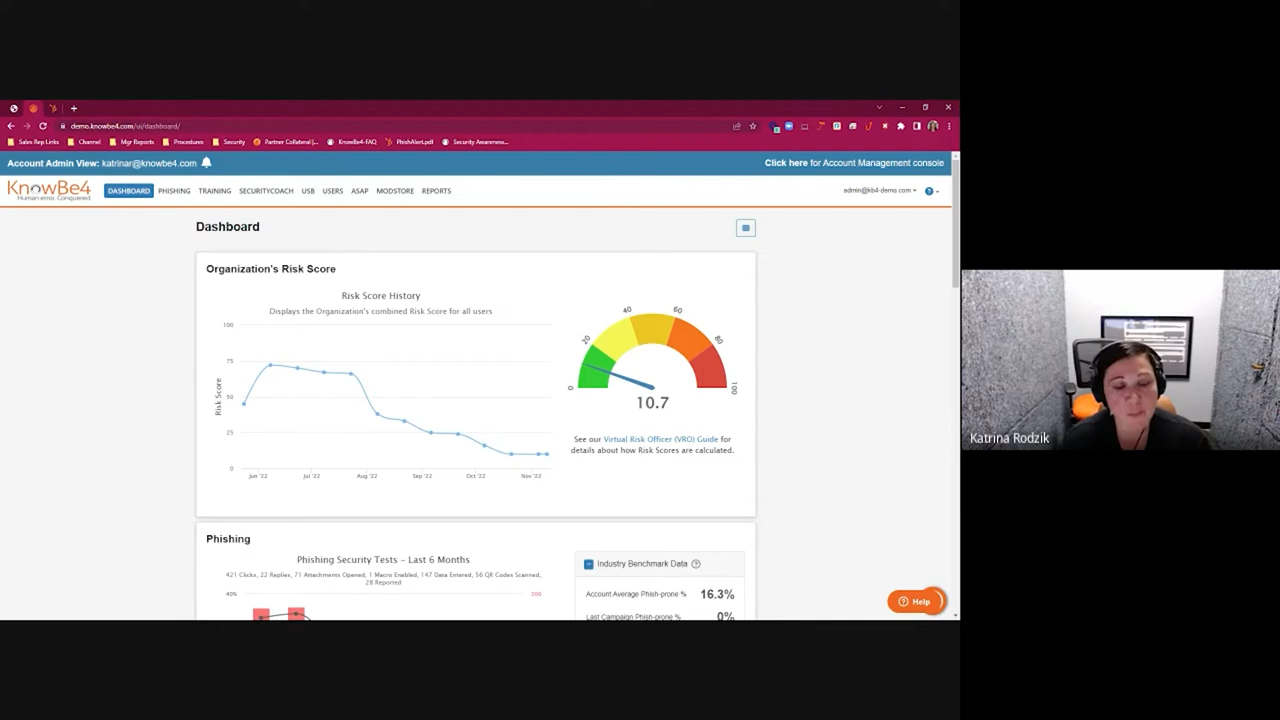 demo.knowbe4.com/ui/dashboard/
Sales Rep Links Channel Mgr Reports Procedures Security Partner Collateral |... KnowBe4-FAQ PhishAlert.pdf Security Awareness...
Account Admin View: katrinar@knowbe4.com
Click here for Account Management console
KnowBe4
Human error. Conquered.
DASHBOARD PHISHING TRAINING SECURITYCOACH USB USERS ASAP MODSTORE REPORTS
admin@kb4-demo.com
?
Dashboard
Organization's Risk Score
Risk Score History
Displays the Organization's combined Risk Score for all users
Risk Score
100
75
50
25
0
Jun '22 Jul '22 Aug '22 Sep '22 Oct '22 Nov '22
0 20 40 60 80 100
10.7
See our Virtual Risk Officer (VRO) Guide for
details about how Risk Scores are calculated.
Phishing
Phishing Security Tests – Last 6 Months
421 Clicks, 22 Replies, 71 Attachments Opened, 1 Macro Enabled, 147 Data Entered, 56 QR Codes Scanned,
28 Reported
40% 200
Industry Benchmark Data ?
Account Average Phish-prone % 16.3%
Last Campaign Phish-prone % 0%
? Help
Katrina Rodzik